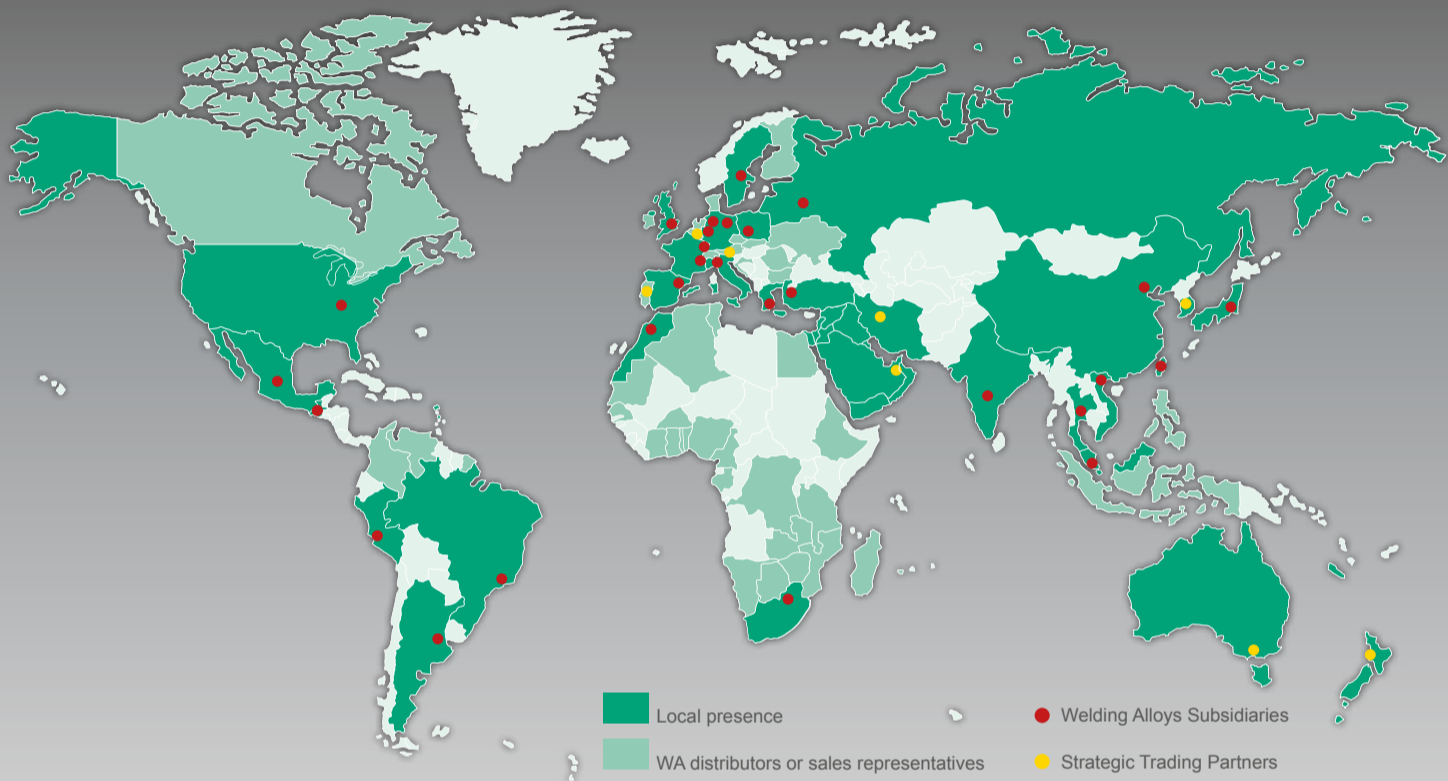 Local presence
WA distributors or sales representatives
Welding Alloys Subsidiaries
Strategic Trading Partners